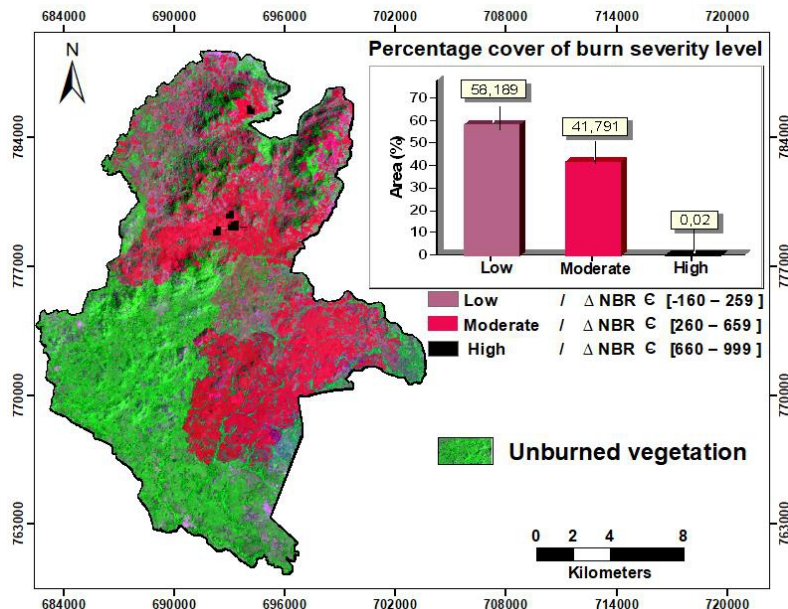 684000 690000 696000 702000 708000 714000 720000
N
Percentage cover of burn severity level
58,189
41,791
0,02
Area (%)
70
60
50
40
30
20
10
0
Low Moderate High
Low / Δ NBR Є [-160 – 259 ]
Moderate / Δ NBR Є [260 – 659 ]
High / Δ NBR Є [660 – 999 ]
Unburned vegetation
0 2 4 8
Kilometers
784000 784000
777000 777000
770000 770000
763000 763000
684000 690000 696000 702000 708000 714000 720000